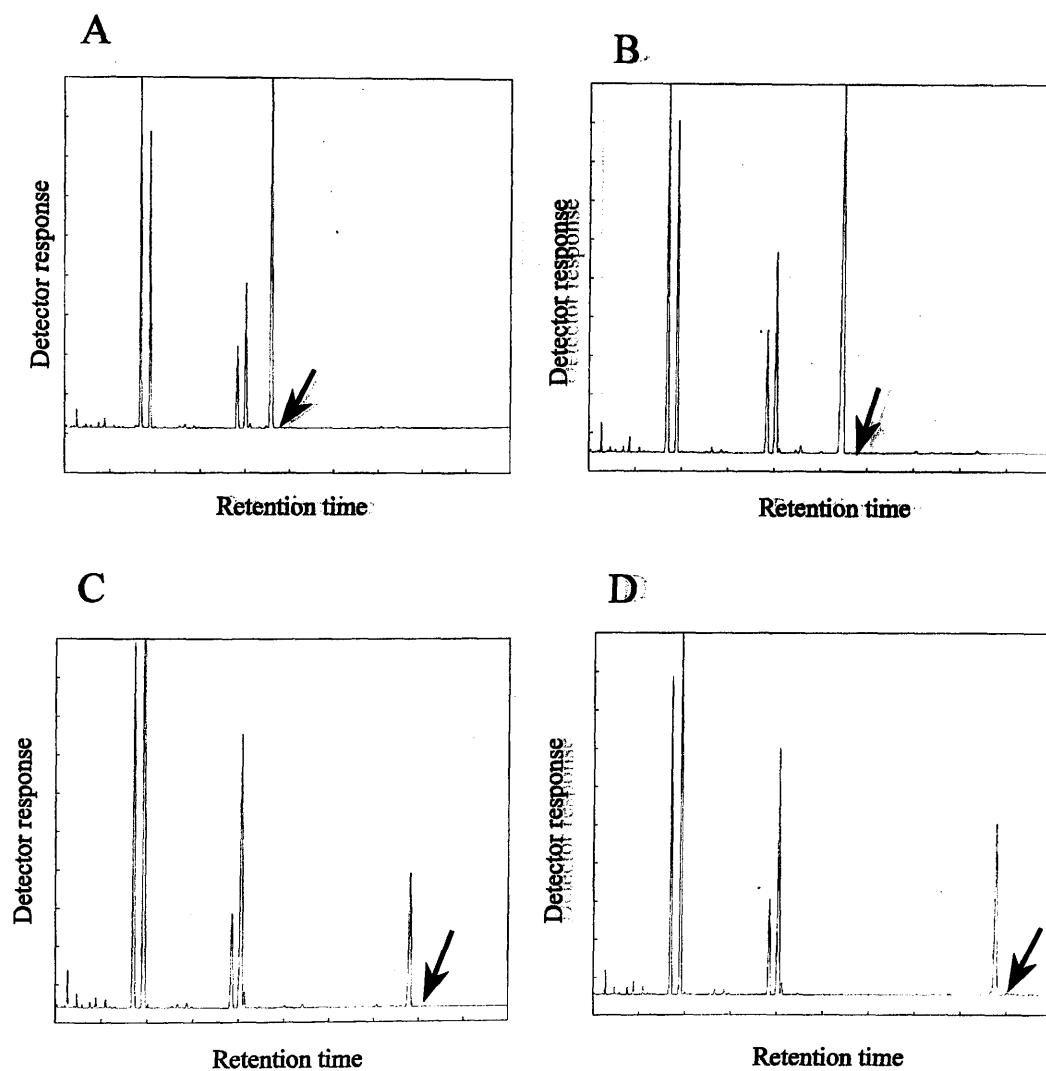 A
Detector response
Retention time
B
Detector response
Retention time
C
Detector response
Retention time
D
Detector response
Retention time